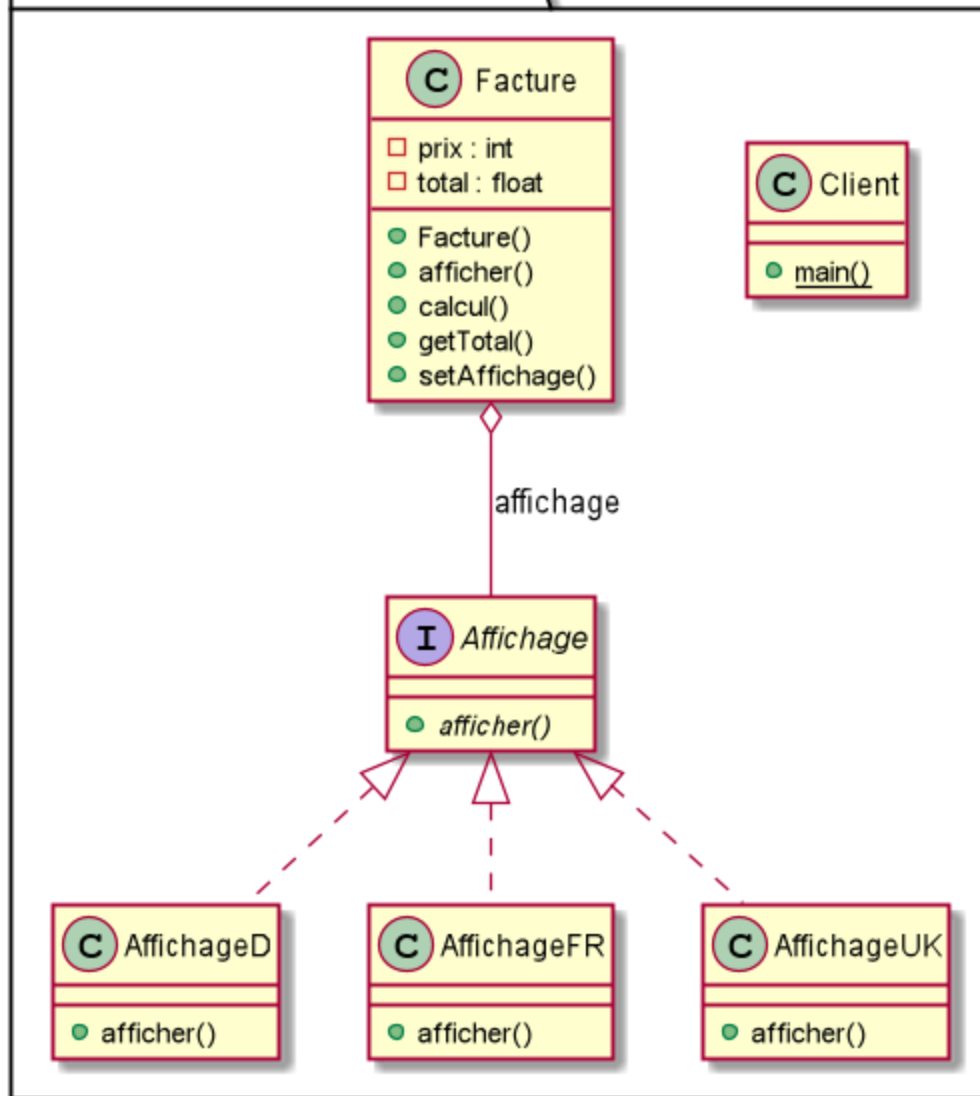 C Facture
prix : int
total : float
Facture()
afficher()
calcul()
getTotal()
setAffichage()
C Client
main()
affichage
I Affichage
afficher()
C AffichageD
afficher()
C AffichageFR
afficher()
C AffichageUK
afficher()